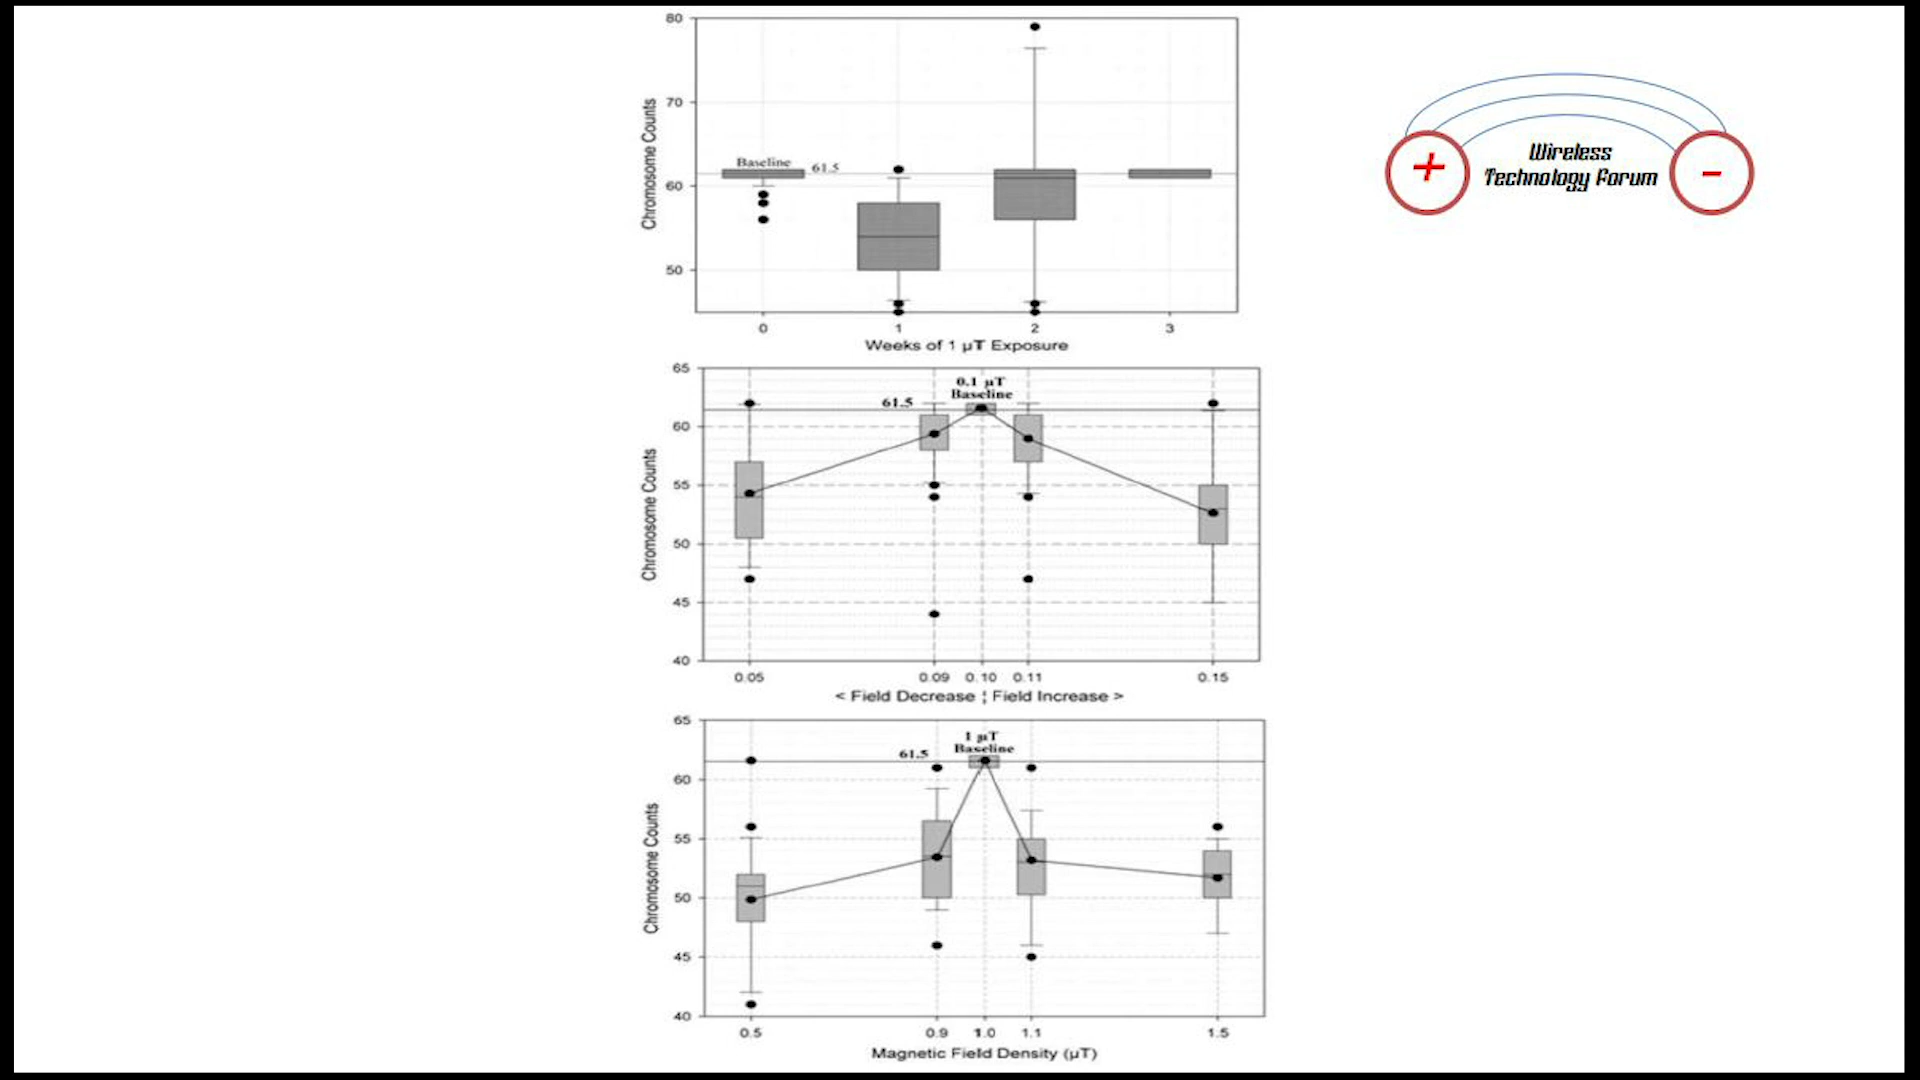 80
70
60
50
Chromosome Counts
Baseline
61.5
0 1 2 3
Weeks of 1 µT Exposure
+
Wireless
Technology Forum
-
65
60
55
50
45
40
Chromosome Counts
0.1 µT
Baseline
61.5
0.05 0.09 0.10 0.11 0.15
< Field Decrease ¦ Field Increase >
65
60
55
50
45
40
Chromosome Counts
1 µT
Baseline
61.5
0.5 0.9 1.0 1.1 1.5
Magnetic Field Density (µT)